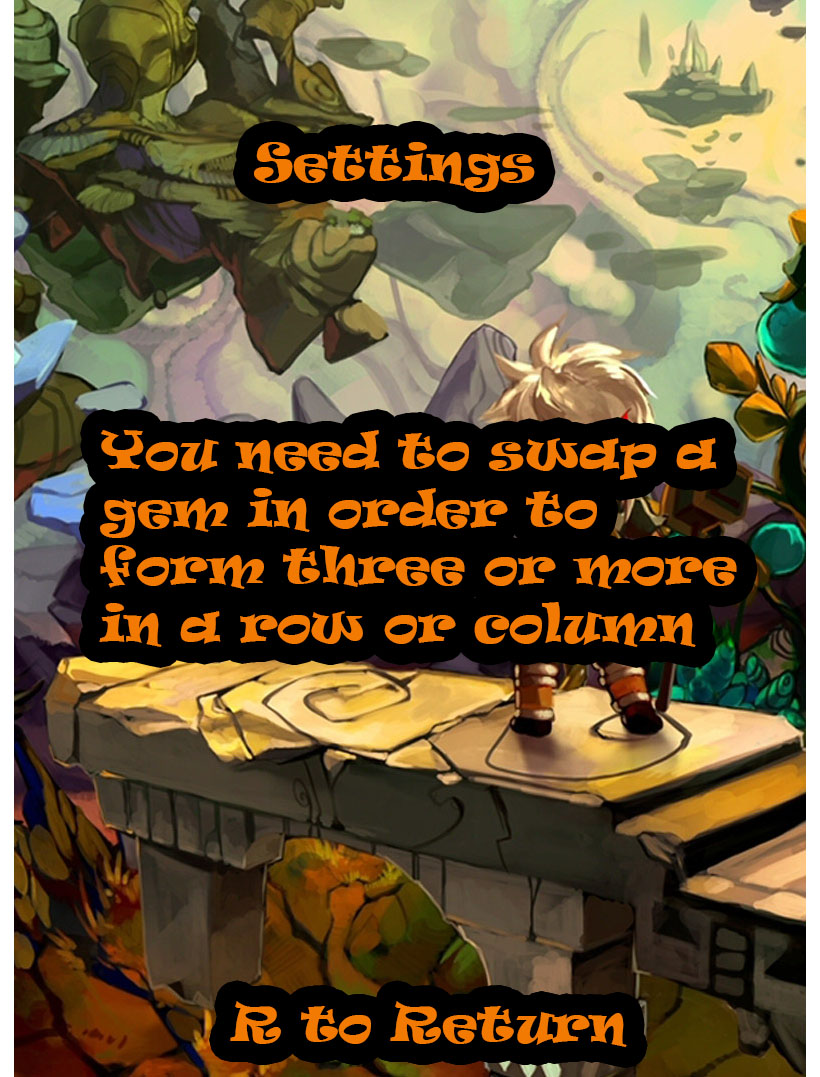 Settings
You need to swap a
gem in order to
form three or more
in a row or column
R to Return